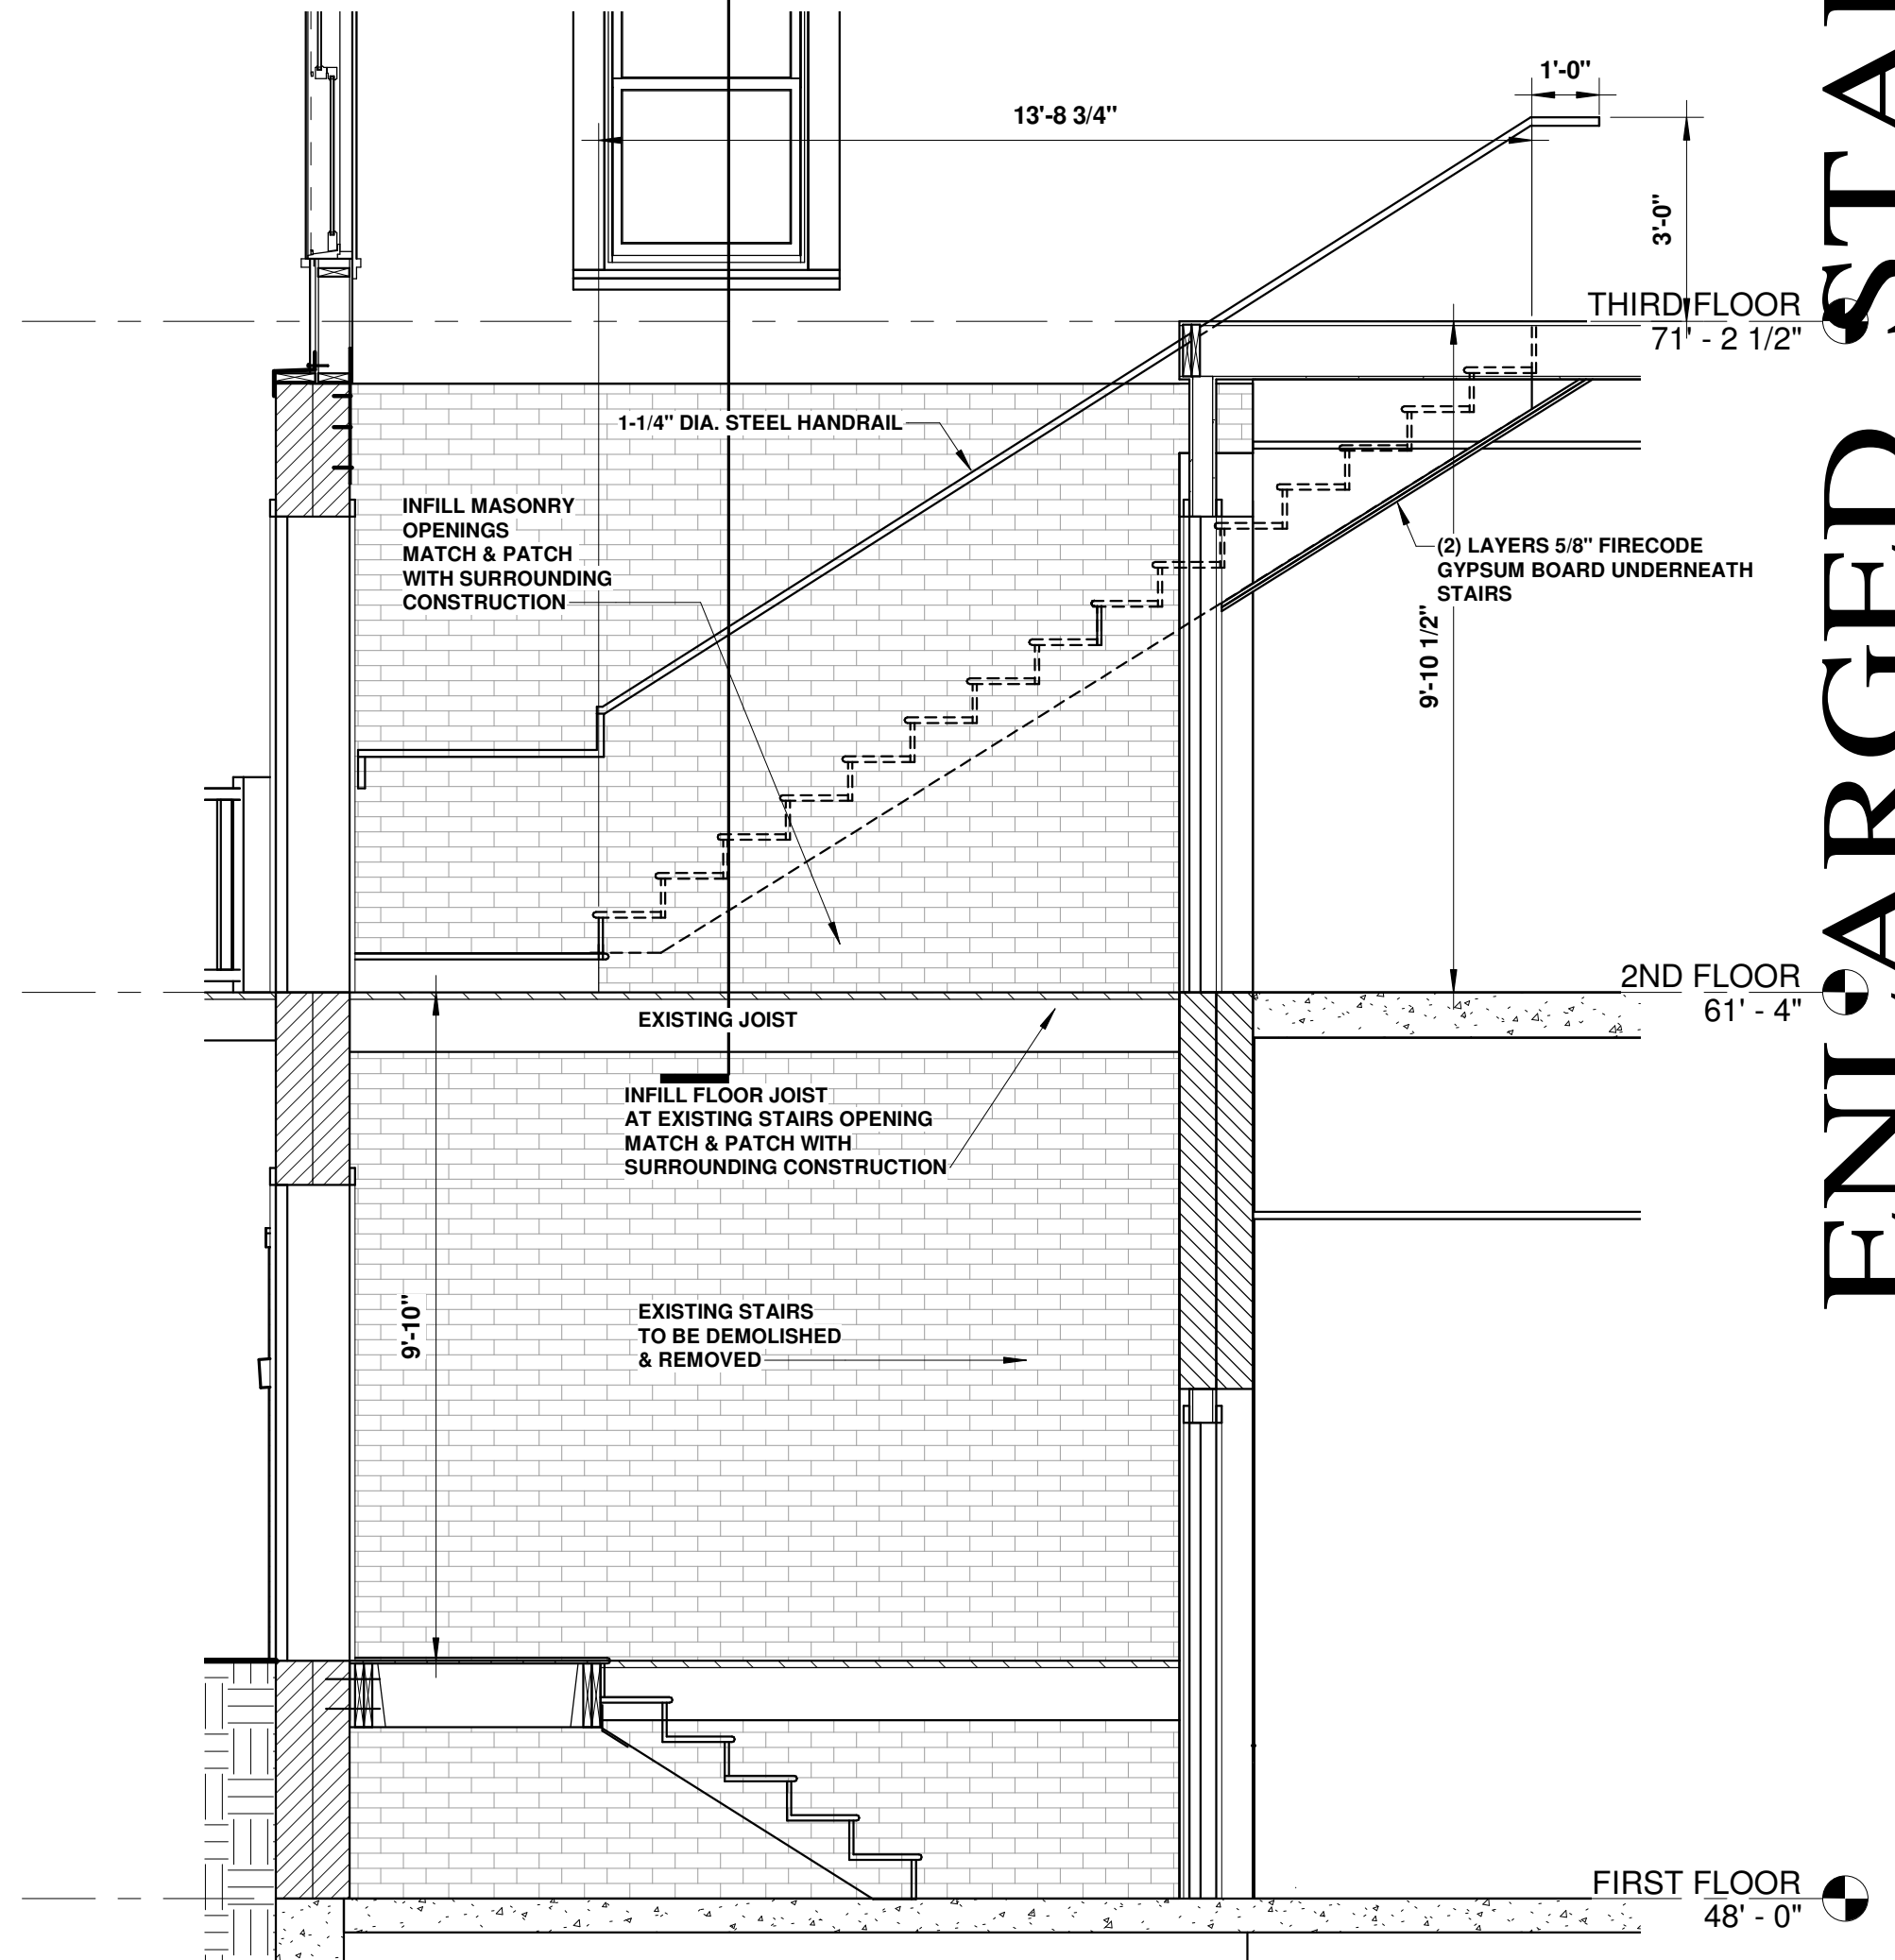 1'-0"
13'-8 3/4"
3'-0"
THIRD FLOOR
71' - 2 1/2"
1-1/4" DIA. STEEL HANDRAIL
INFILL MASONRY
OPENINGS
MATCH & PATCH
WITH SURROUNDING
CONSTRUCTION
(2) LAYERS 5/8" FIRECODE
GYPSUM BOARD UNDERNEATH
STAIRS
9'-10 1/2"
2ND FLOOR
61' - 4"
EXISTING JOIST
INFILL FLOOR JOIST
AT EXISTING STAIRS OPENING
MATCH & PATCH WITH
SURROUNDING CONSTRUCTION
9'-10"
EXISTING STAIRS
TO BE DEMOLISHED
& REMOVED
FIRST FLOOR
48' - 0"
ENLARGED STAI